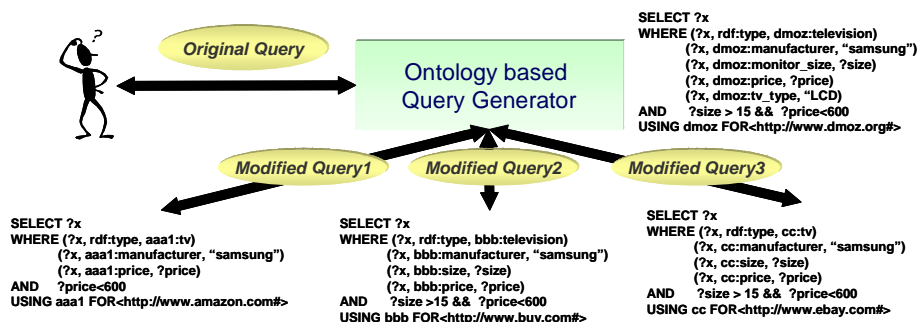 ?
Original Query
Ontology based
Query Generator
SELECT ?x
WHERE (?x, rdf:type, dmoz:television)
(?x, dmoz:manufacturer, “samsung”)
(?x, dmoz:monitor_size, ?size)
(?x, dmoz:price, ?price)
(?x, dmoz:tv_type, “LCD)
AND ?size > 15 && ?price<600
USING dmoz FOR<http://www.dmoz.org#>
Modified Query1
Modified Query2
Modified Query3
SELECT ?x
WHERE (?x, rdf:type, aaa1:tv)
(?x, aaa1:manufacturer, “samsung”)
(?x, aaa1:price, ?price)
AND ?price<600
USING aaa1 FOR<http://www.amazon.com#>
SELECT ?x
WHERE (?x, rdf:type, bbb:television)
(?x, bbb:manufacturer, “samsung”)
(?x, bbb:size, ?size)
(?x, bbb:price, ?price)
AND ?size >15 && ?price<600
USING bbb FOR<http://www.buy.com#>
SELECT ?x
WHERE (?x, rdf:type, cc:tv)
(?x, cc:manufacturer, “samsung”)
(?x, cc:size, ?size)
(?x, cc:price, ?price)
AND ?size > 15 && ?price<600
USING cc FOR<http://www.ebay.com#>